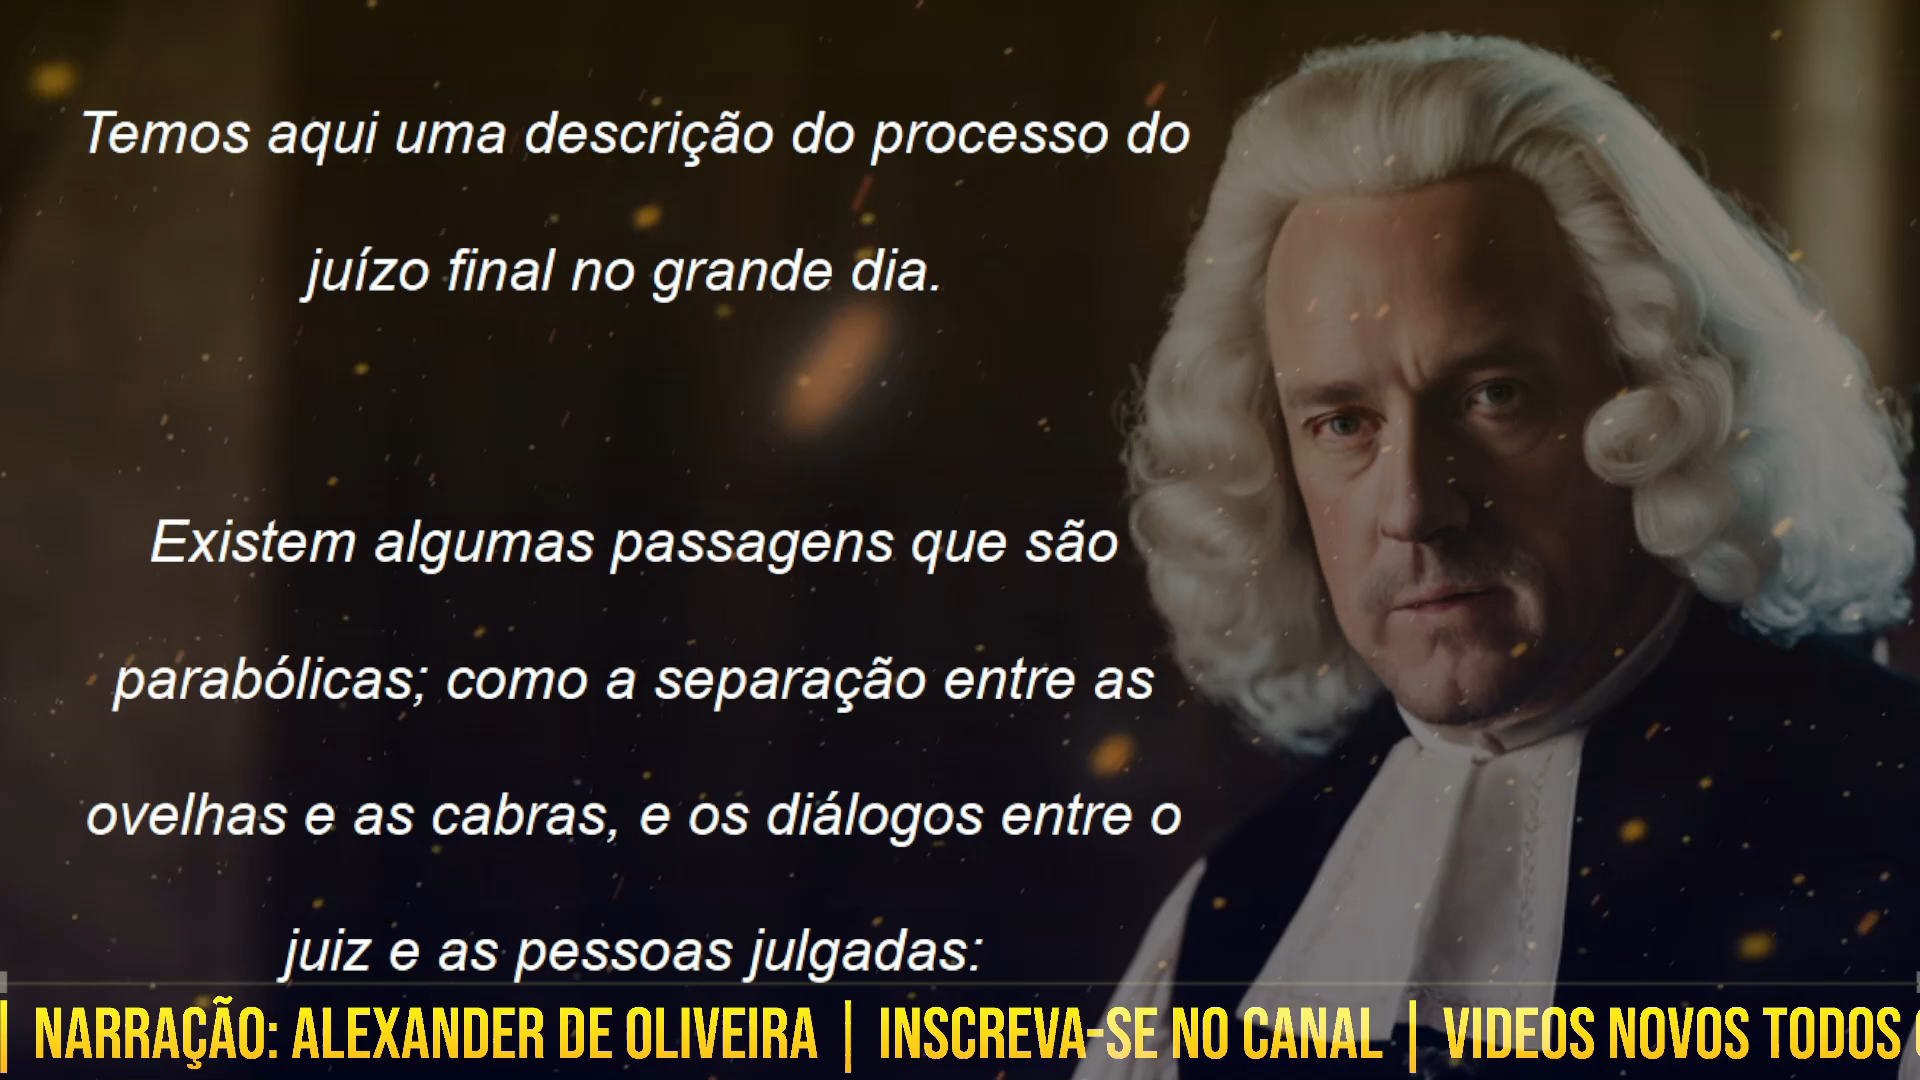 Temos aqui uma descrição do processo do
juízo final no grande dia.
Existem algumas passagens que são
parabólicas; como a separação entre as
ovelhas e as cabras, e os diálogos entre o
juiz e as pessoas julgadas:
| NARRAÇÃO: ALEXANDER DE OLIVEIRA | INSCREVA-SE NO CANAL | VIDEOS NOVOS TODOS